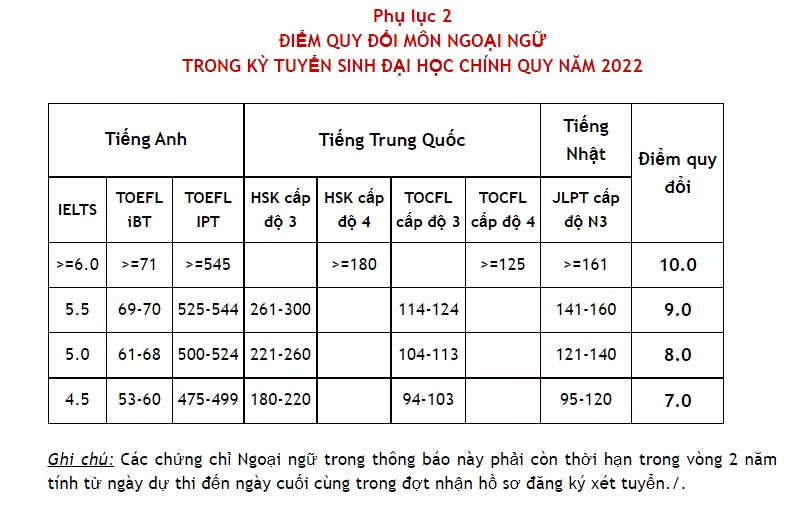 Phụ lục 2
ĐIỂM QUY ĐỔI MÔN NGOẠI NGỮ
TRONG KỲ TUYỂN SINH ĐẠI HỌC CHÍNH QUY NĂM 2022
Tiếng Anh Tiếng Trung Quốc Tiếng Nhật Điểm quy đổi
IELTS TOEFL iBT TOEFL IPT HSK cấp độ 3 HSK cấp độ 4 TOCFL cấp độ 3 TOCFL cấp độ 4 JLPT cấp độ N3
>=6.0 >=71 >=545 >=180 >=125 >=161 10.0
5.5 69-70 525-544 261-300 114-124 141-160 9.0
5.0 61-68 500-524 221-260 104-113 121-140 8.0
4.5 53-60 475-499 180-220 94-103 95-120 7.0
Ghi chú: Các chứng chỉ Ngoại ngữ trong thông báo này phải còn thời hạn trong vòng 2 năm
tính từ ngày dự thi đến ngày cuối cùng trong đợt nhận hồ sơ đăng ký xét tuyển./.